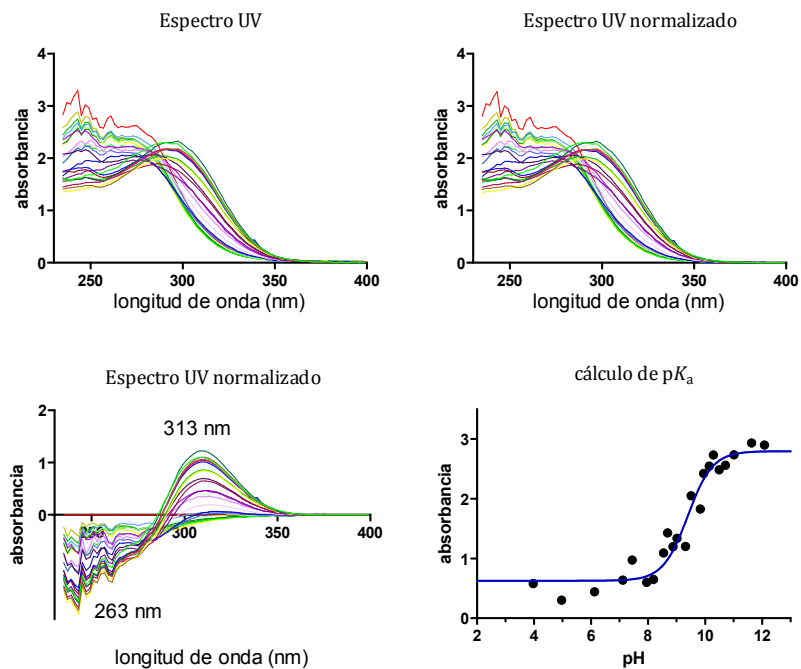 Espectro UV
4
3
2
1
0
absorbancia
250
300
350
400
longitud de onda (nm)
Espectro UV normalizado
4
3
2
1
0
absorbancia
250
300
350
400
longitud de onda (nm)
Espectro UV normalizado
2
1
0
absorbancia
313 nm
263 nm
300
350
400
longitud de onda (nm)
cálculo de pKa
3
2
1
0
absorbancia
2
4
6
8
10
12
pH